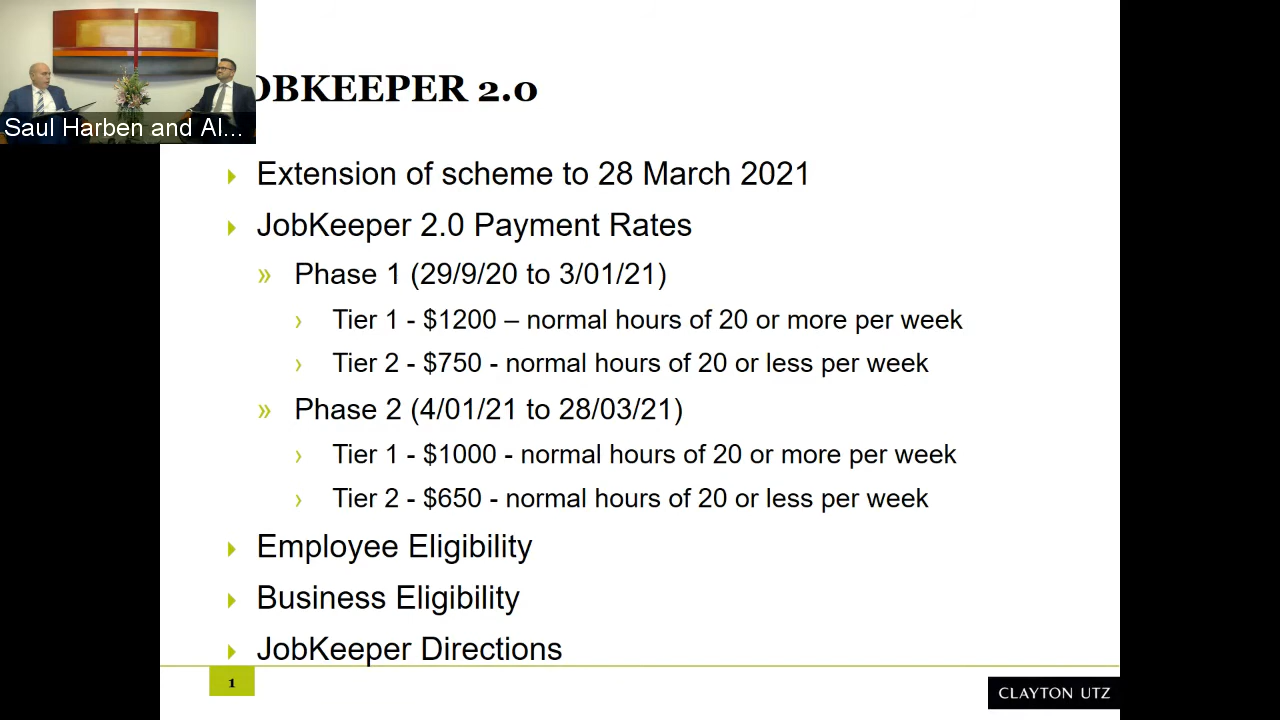 OBKEEPER 2.0
Saul Harben and Al...
Extension of scheme to 28 March 2021
JobKeeper 2.0 Payment Rates
Phase 1 (29/9/20 to 3/01/21)
Tier 1 - $1200 – normal hours of 20 or more per week
Tier 2 - $750 - normal hours of 20 or less per week
Phase 2 (4/01/21 to 28/03/21)
Tier 1 - $1000 - normal hours of 20 or more per week
Tier 2 - $650 - normal hours of 20 or less per week
Employee Eligibility
Business Eligibility
JobKeeper Directions
1
CLAYTON UTZ